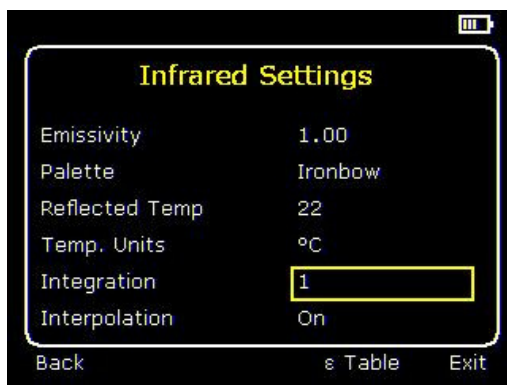 Infrared Settings
Emissivity 1.00
Palette Ironbow
Reflected Temp 22
Temp. Units ºC
Integration 1
Interpolation On
Back ε Table Exit